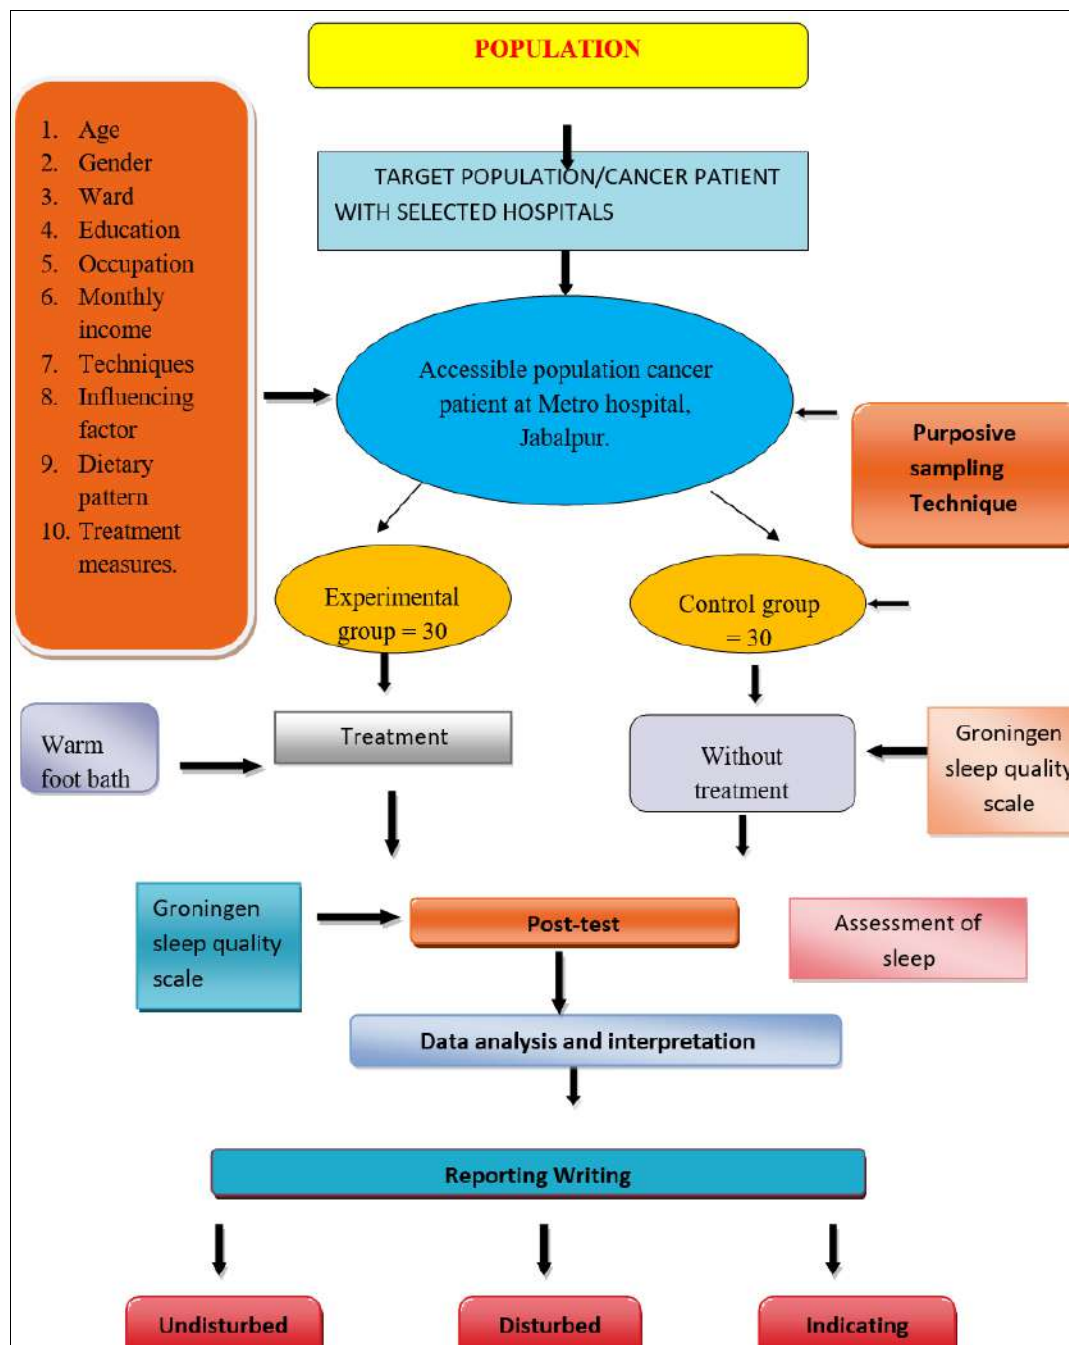 POPULATION
1. Age
2. Gender
3. Ward
4. Education
5. Occupation
6. Monthly
income
7. Techniques
8. Influencing
factor
9. Dietary
pattern
10. Treatment
measures.
TARGET POPULATION/CANCER PATIENT
WITH SELECTED HOSPITALS
Accessible population cancer
patient at Metro hospital,
Jabalpur.
Purposive
sampling
Technique
Experimental
group = 30
Control group
= 30
Warm
foot bath
Treatment
Without
treatment
Groningen
sleep quality
scale
Groningen
sleep quality
scale
Post-test
Assessment of
sleep
Data analysis and interpretation
Reporting Writing
Undisturbed
Disturbed
Indicating